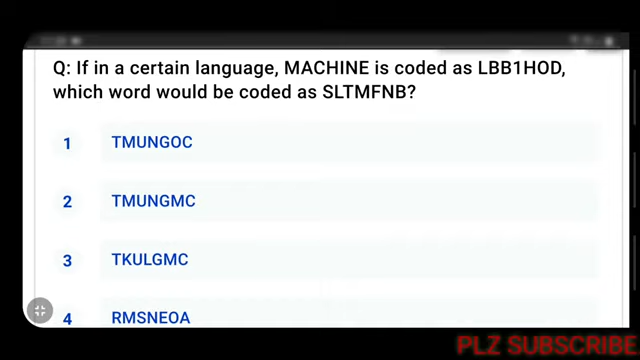 Q: If in a certain language, MACHINE is coded as LBB1HOD,
which word would be coded as SLTMFNB?
1 TMUNGOC
2 TMUNGMC
3 TKULGMC
4 RMSNEOA
PLZ SUBSCRIBE